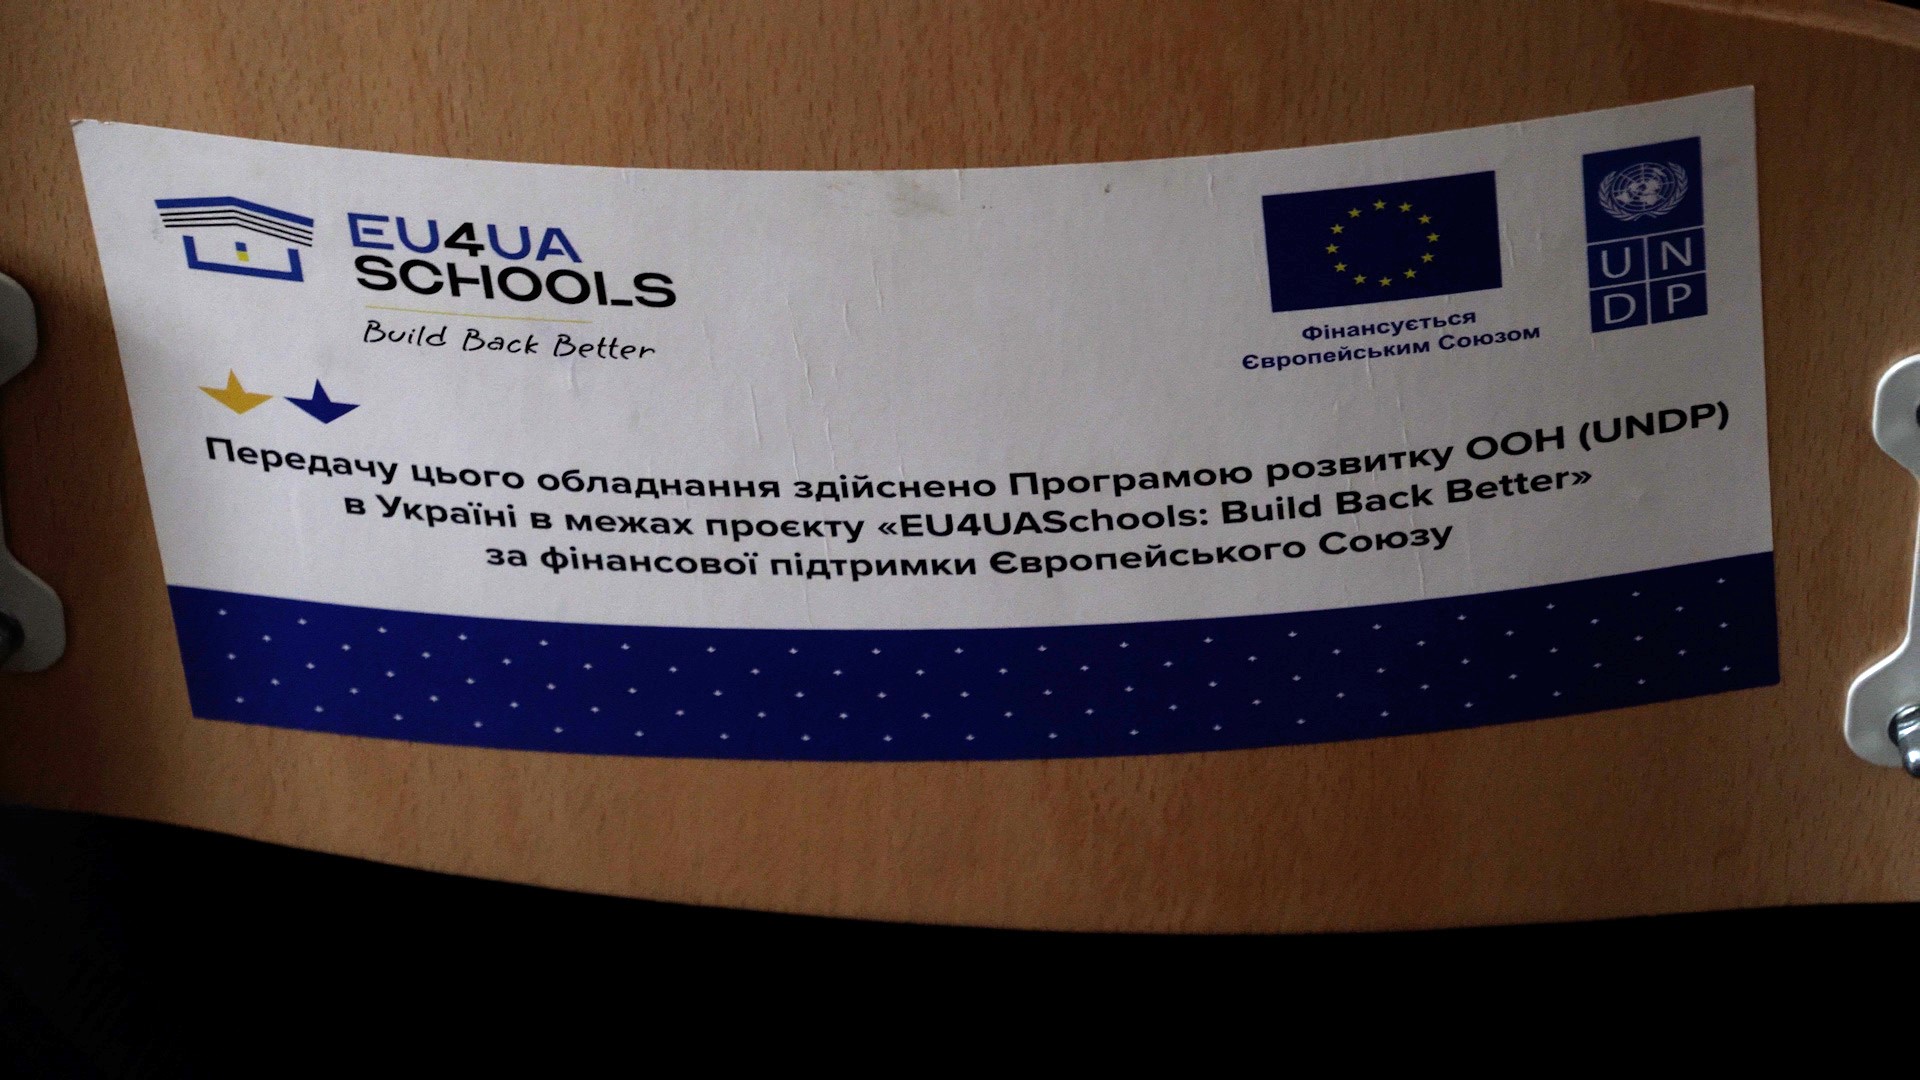 EU4UA
SCHOOLS
Build Back Better
Фінансується
Європейським Союзом
U N
D P
Передачу цього обладнання здійснено Програмою розвитку ООН (UNDP)
в Україні в межах проєкту «EU4UASchools: Build Back Better»
за фінансової підтримки Європейського Союзу